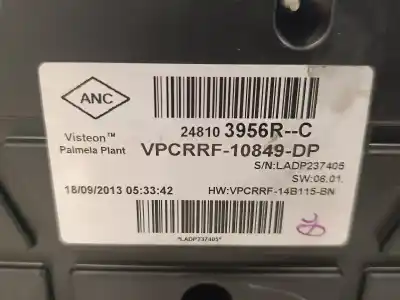 ANC
24810 3956R--C
Visteon™
Palmela Plant
VPCRRF-10849-DP
S/N:LADP237405
SW:06.01.
18/09/2013 05:33:42
HW:VPCRRF-14B115-BN
*LADP237405*